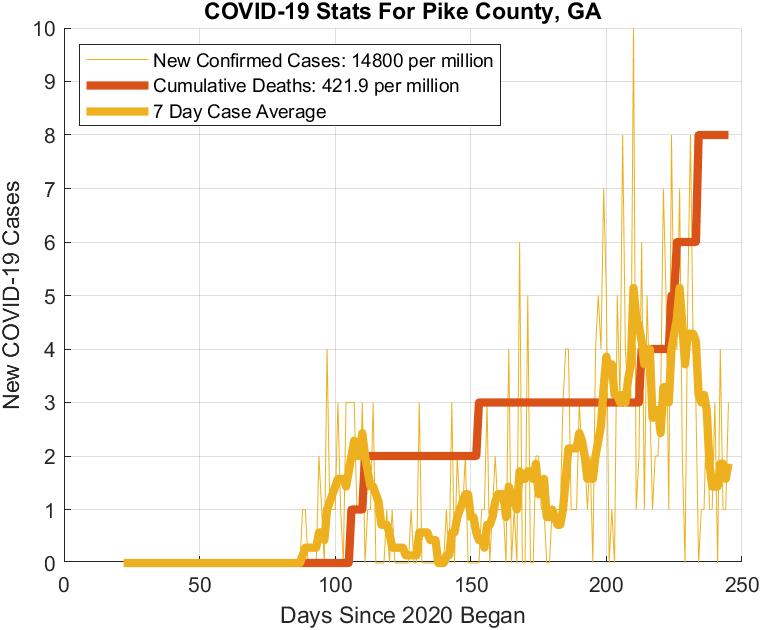 COVID-19 Stats For Pike County, GA
New Confirmed Cases: 14800 per million
Cumulative Deaths: 421.9 per million
7 Day Case Average
10
9
8
7
6
5
4
3
2
1
0
New COVID-19 Cases
0 50 100 150 200 250
Days Since 2020 Began